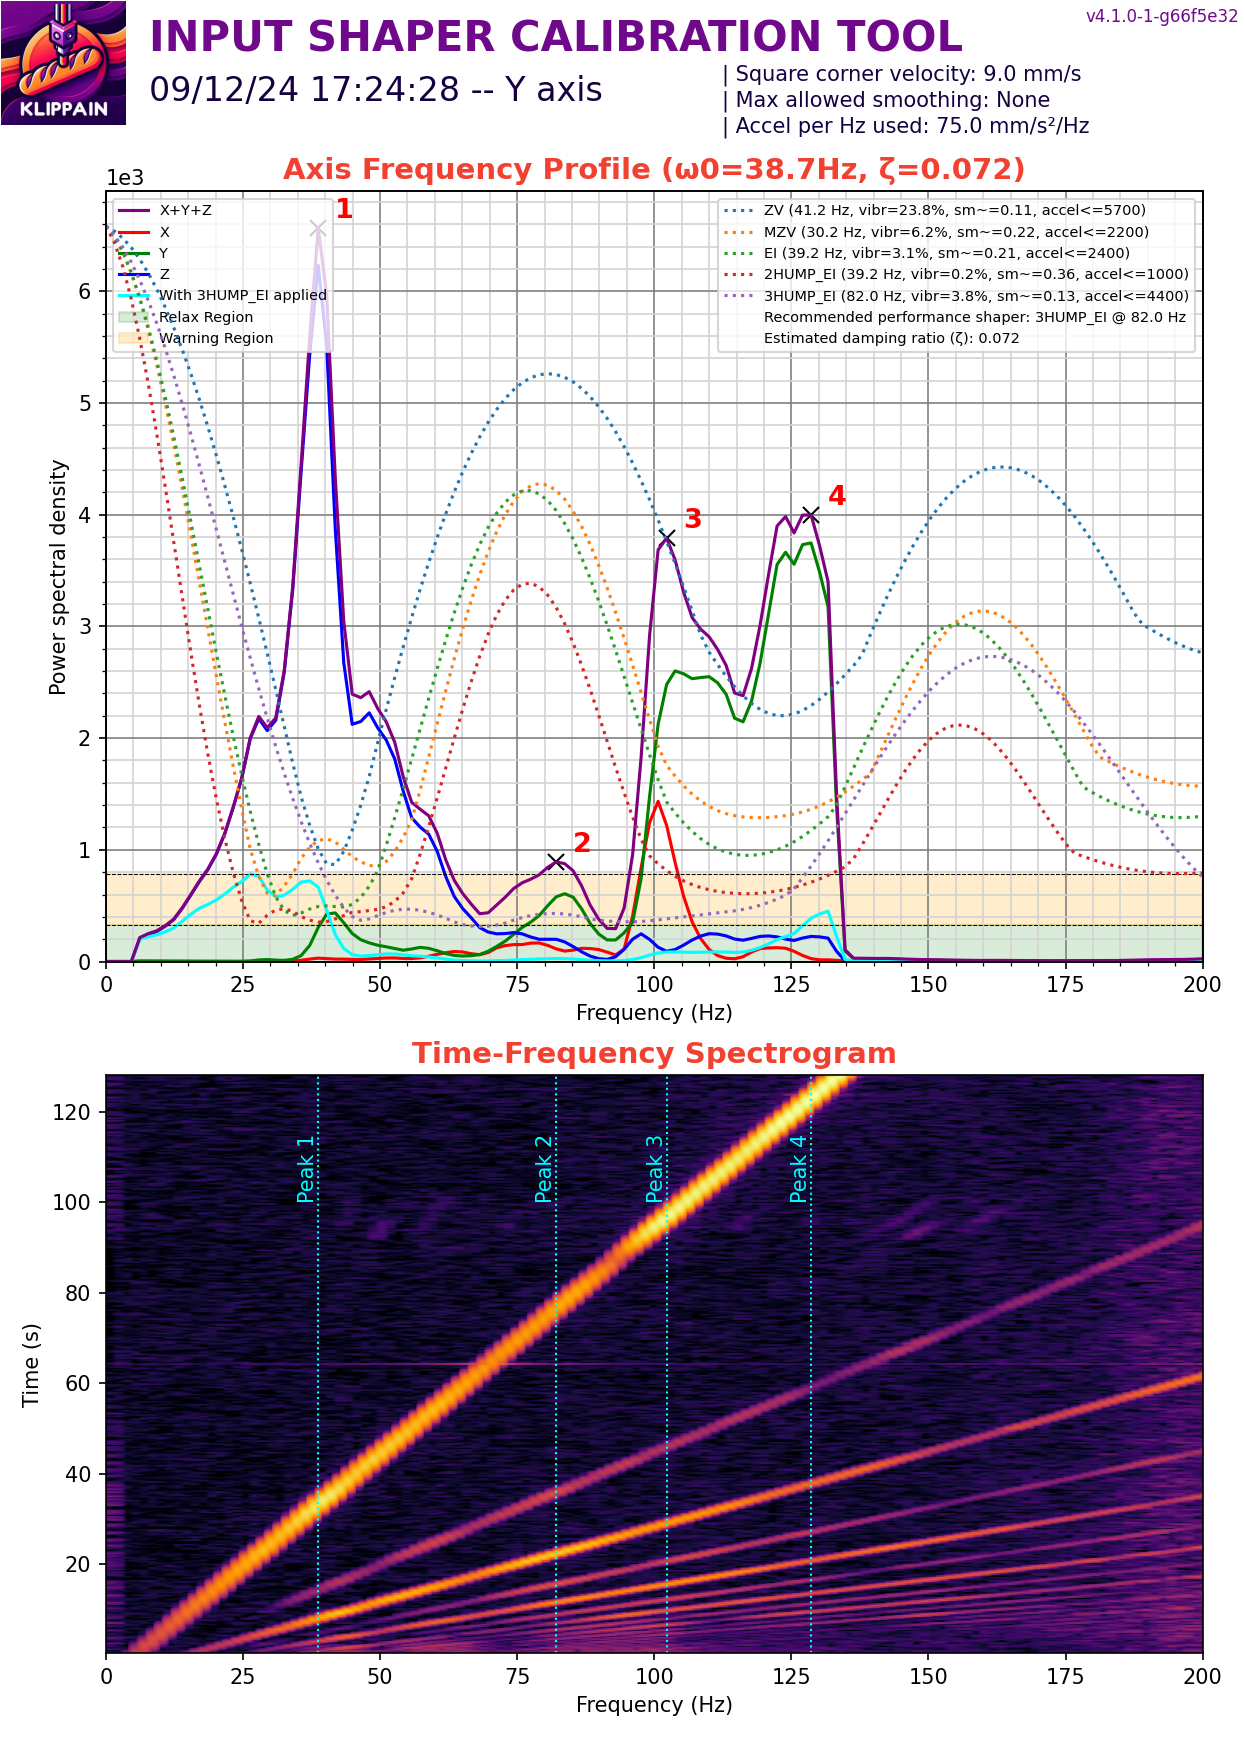 v4.1.0-1-g66f5e32
INPUT SHAPER CALIBRATION TOOL
09/12/24 17:24:28 -- Y axis
| Square corner velocity: 9.0 mm/s
| Max allowed smoothing: None
| Accel per Hz used: 75.0 mm/s²/Hz
KLIPPAIN
Axis Frequency Profile (ω0=38.7Hz, ζ=0.072)
1e3
X+Y+Z
X
Y
Z
With 3HUMP_EI applied
Relax Region
Warning Region
ZV (41.2 Hz, vibr=23.8%, sm~=0.11, accel<=5700)
MZV (30.2 Hz, vibr=6.2%, sm~=0.22, accel<=2200)
EI (39.2 Hz, vibr=3.1%, sm~=0.21, accel<=2400)
2HUMP_EI (39.2 Hz, vibr=0.2%, sm~=0.36, accel<=1000)
3HUMP_EI (82.0 Hz, vibr=3.8%, sm~=0.13, accel<=4400)
Recommended performance shaper: 3HUMP_EI @ 82.0 Hz
Estimated damping ratio (ζ): 0.072
1
2
3
4
6
5
4
3
2
1
0
Power spectral density
0 25 50 75 100 125 150 175 200
Frequency (Hz)
Time-Frequency Spectrogram
Peak 1
Peak 2
Peak 3
Peak 4
120
100
80
60
40
20
Time (s)
0 25 50 75 100 125 150 175 200
Frequency (Hz)